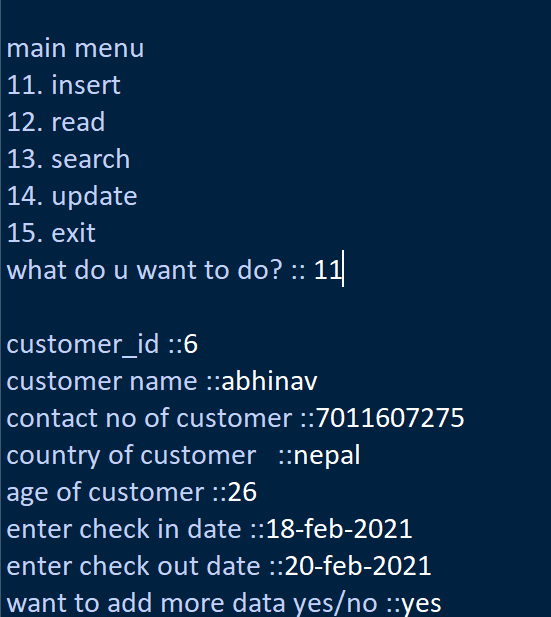 main menu
11. insert
12. read
13. search
14. update
15. exit
what do u want to do? :: 11
customer_id ::6
customer name ::abhinav
contact no of customer ::7011607275
country of customer   ::nepal
age of customer ::26
enter check in date ::18-feb-2021
enter check out date ::20-feb-2021
want to add more data yes/no ::yes